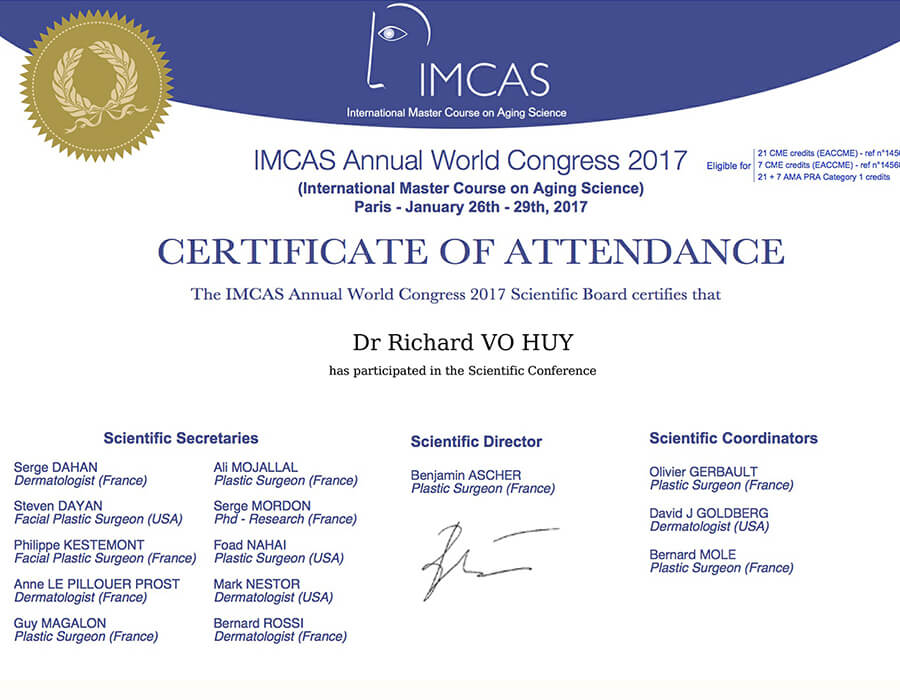 IMCAS
International Master Course on Aging Science
IMCAS Annual World Congress 2017
(International Master Course on Aging Science)
Paris - January 26th - 29th, 2017
Eligible for
21 CME credits (EACCME) - ref n°1456
7 CME credits (EACCME) - ref n°1456
21 + 7 AMA PRA Category 1 credits
CERTIFICATE OF ATTENDANCE
The IMCAS Annual World Congress 2017 Scientific Board certifies that
Dr Richard VO HUY
has participated in the Scientific Conference
Scientific Secretaries
Serge DAHAN
Dermatologist (France)
Steven DAYAN
Facial Plastic Surgeon (USA)
Philippe KESTEMONT
Facial Plastic Surgeon (France)
Anne LE PILLOUER PROST
Dermatologist (France)
Guy MAGALON
Plastic Surgeon (France)
Ali MOJALLAL
Plastic Surgeon (France)
Serge MORDON
Phd - Research (France)
Foad NAHAI
Plastic Surgeon (USA)
Mark NESTOR
Dermatologist (USA)
Bernard ROSSI
Dermatologist (France)
Scientific Director
Benjamin ASCHER
Plastic Surgeon (France)
Scientific Coordinators
Olivier GERBAULT
Plastic Surgeon (France)
David J GOLDBERG
Dermatologist (USA)
Bernard MOLE
Plastic Surgeon (France)